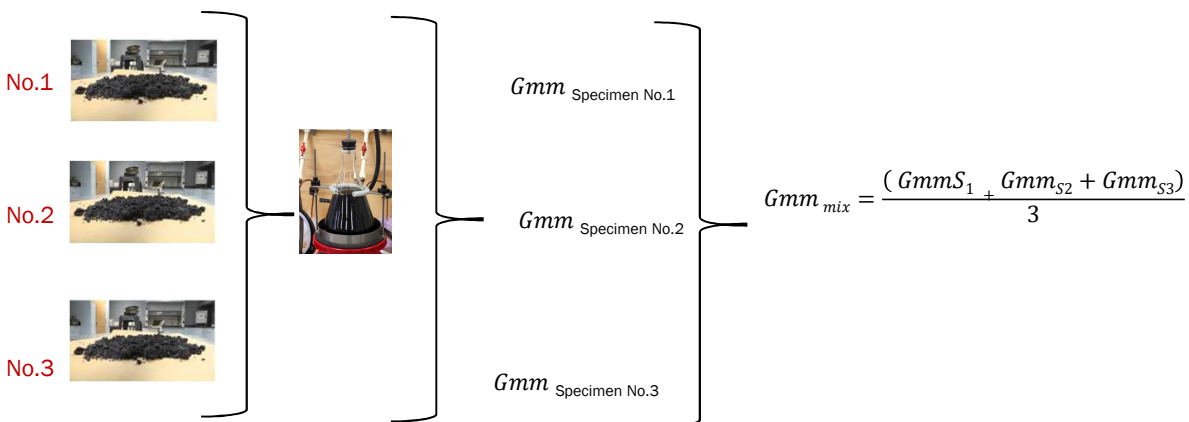 No.1
Gmm Specimen No.1
No.2
Gmm Specimen No.2
Gmm mix = ( GmmS1 + GmmS2 + GmmS3) / 3
No.3
Gmm Specimen No.3